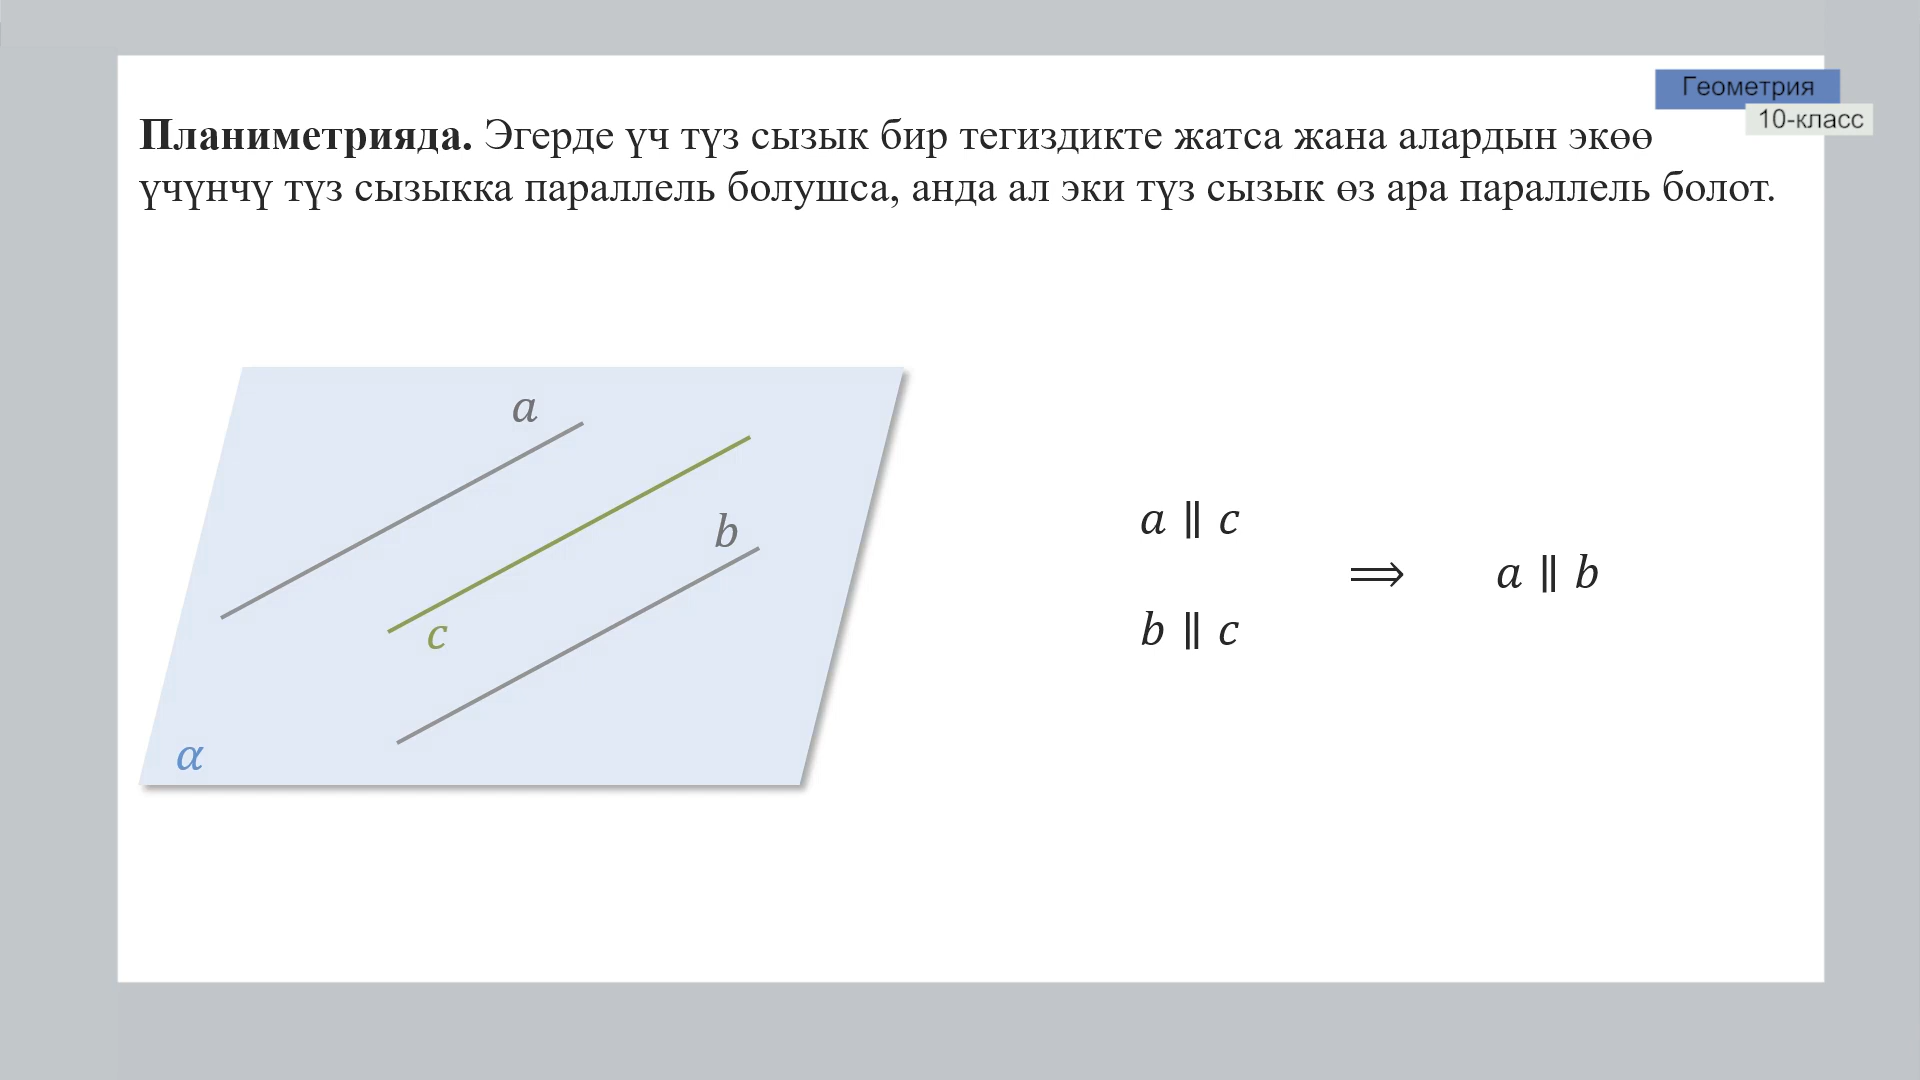 Геометрия
10-класс
Планиметрияда. Эгерде үч түз сызык бир тегиздикте жатса жана алардын экөө
үчүнчү түз сызыкка параллель болушса, анда ал эки түз сызык өз ара параллель болот.
a
b
c
α
a ∥ c
b ∥ c
⟹ a ∥ b